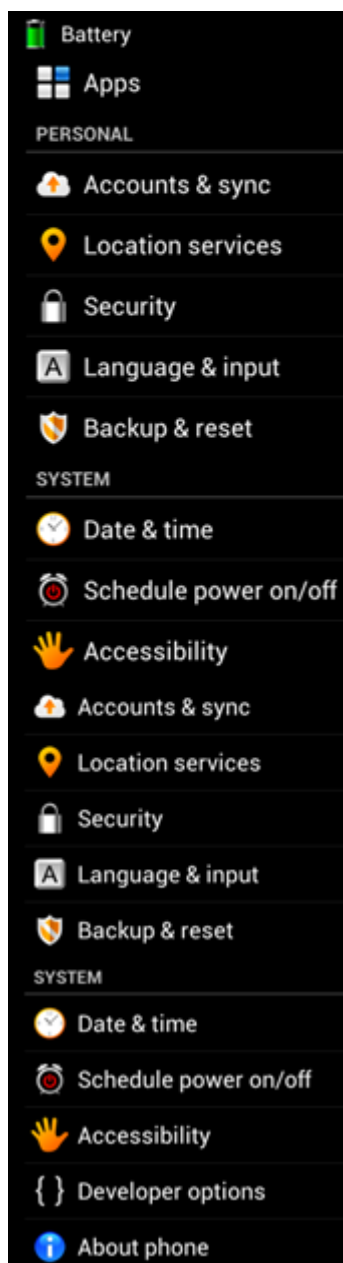 Battery
Apps
PERSONAL
Accounts & sync
Location services
Security
A Language & input
Backup & reset
SYSTEM
Date & time
Schedule power on/off
Accessibility
Accounts & sync
Location services
Security
A Language & input
Backup & reset
SYSTEM
Date & time
Schedule power on/off
Accessibility
{ } Developer options
i About phone